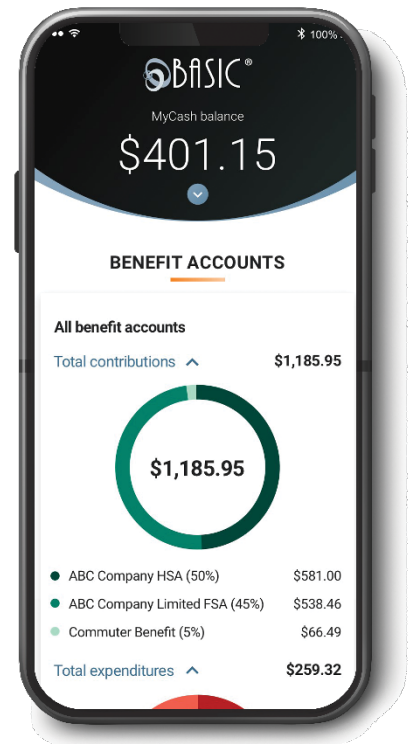 100%
BASIC®
MyCash balance
$401.15
BENEFIT ACCOUNTS
All benefit accounts
Total contributions $1,185.95
$1,185.95
ABC Company HSA (50%) $581.00
ABC Company Limited FSA (45%) $538.46
Commuter Benefit (5%) $66.49
Total expenditures $259.32